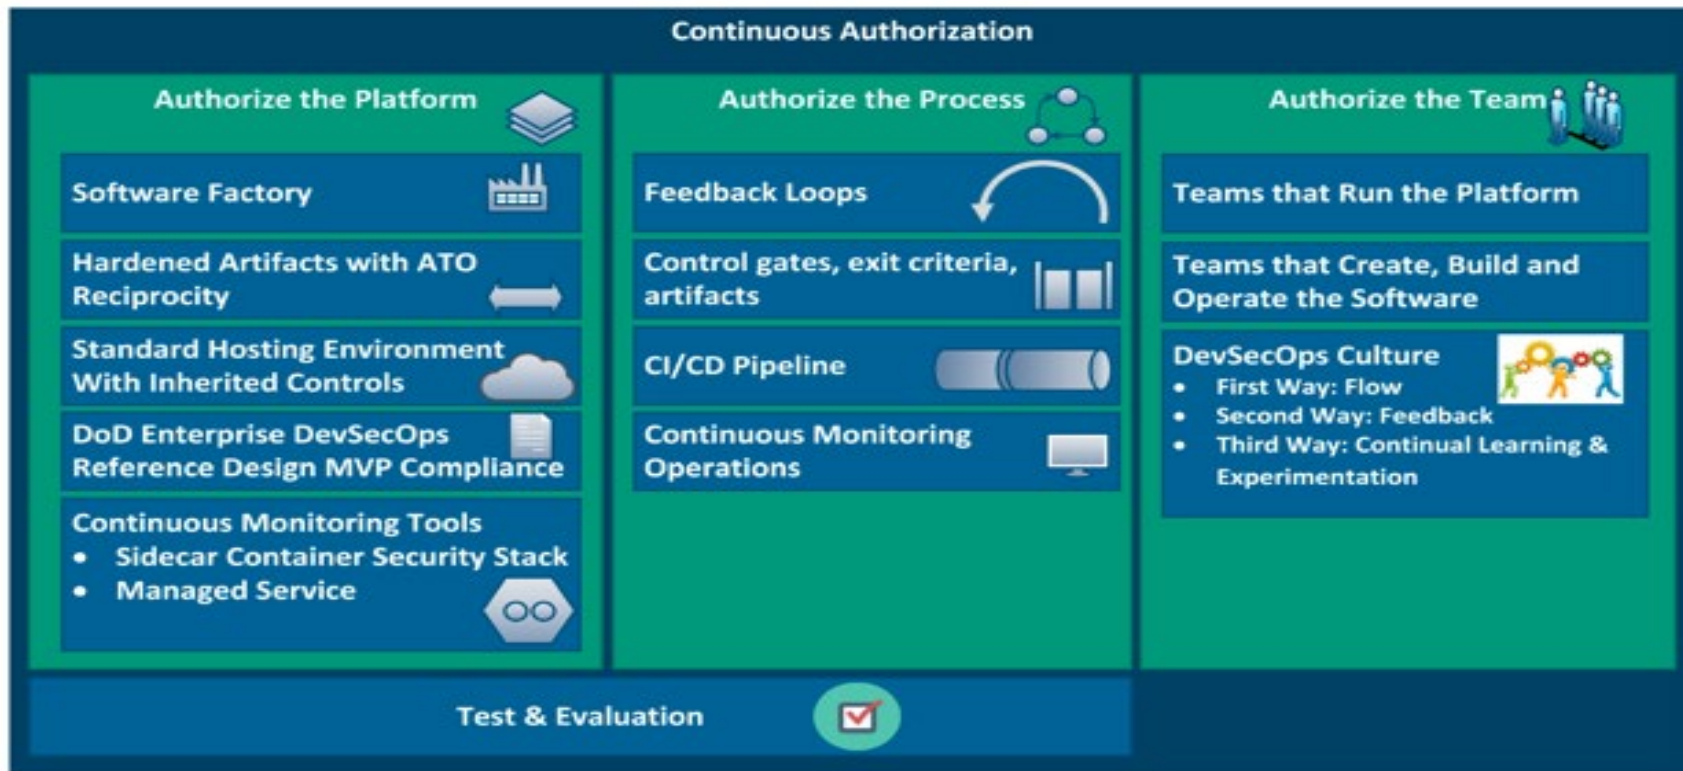 Continuous Authorization
Authorize the Platform
Software Factory
Hardened Artifacts with ATO
Reciprocity
Standard Hosting Environment
With Inherited Controls
DoD Enterprise DevSecOps
Reference Design MVP Compliance
Continuous Monitoring Tools
• Sidecar Container Security Stack
• Managed Service
Authorize the Process
Feedback Loops
Control gates, exit criteria,
artifacts
CI/CD Pipeline
Continuous Monitoring
Operations
Authorize the Team
Teams that Run the Platform
Teams that Create, Build and
Operate the Software
DevSecOps Culture
• First Way: Flow
• Second Way: Feedback
• Third Way: Continual Learning &
Experimentation
Test & Evaluation